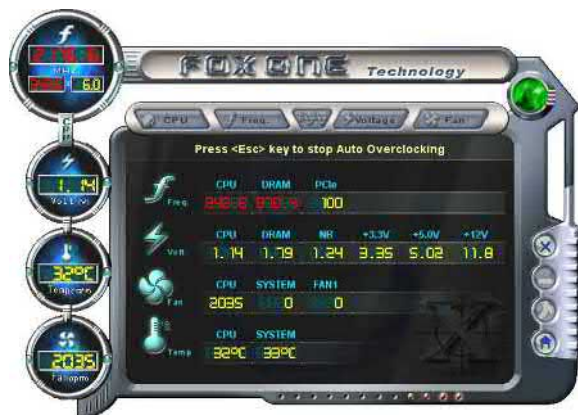 FOX ONE Technology
MHz
6.0
CPU
1.14
32°C
2035
CPU Freq. Voltage Fan
Press <Esc> key to stop Auto Overclocking
CPU DRAM PCIe
Freq. 100
CPU DRAM NB +3.3V +5.0V +12V
Volt 1.14 1.79 1.24 3.35 5.02 11.8
CPU SYSTEM FAN1
Fan 2035 0 0
CPU SYSTEM
Temp 32°C 33°C